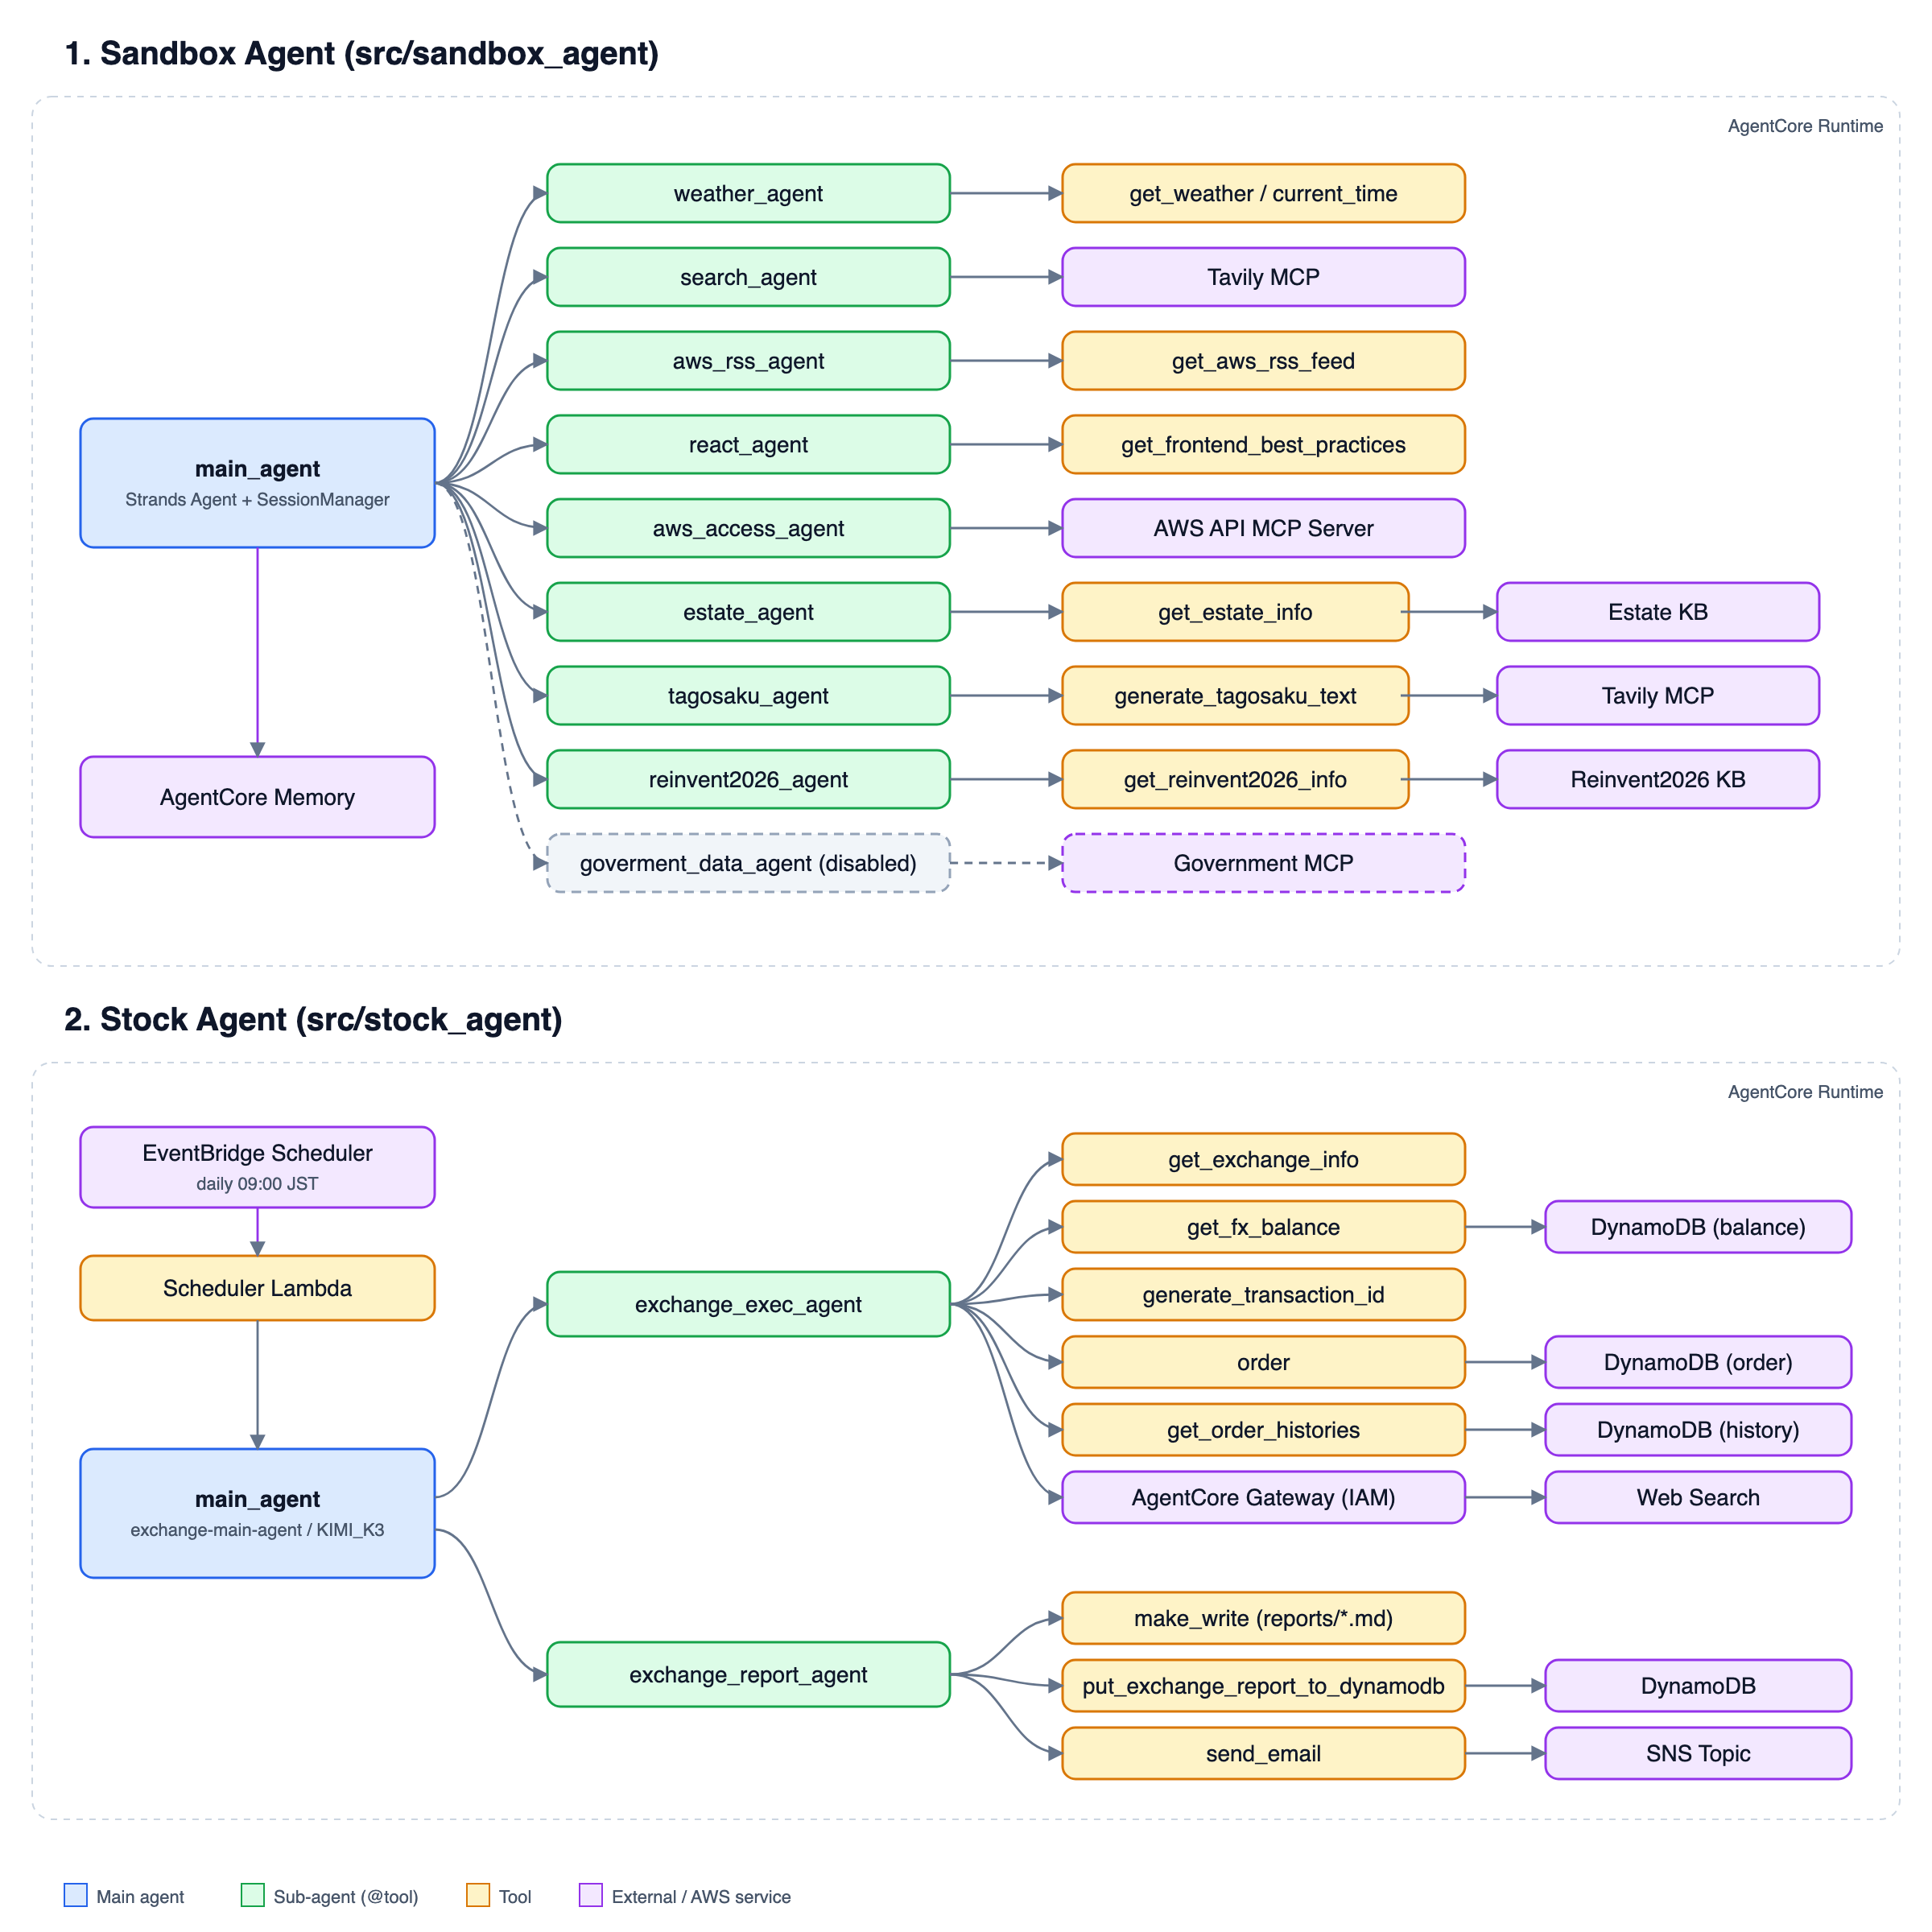 1. Sandbox Agent (src/sandbox_agent)
AgentCore Runtime
weather_agent
get_weather / current_time
search_agent
Tavily MCP
aws_rss_agent
get_aws_rss_feed
react_agent
get_frontend_best_practices
main_agent
Strands Agent + SessionManager
aws_access_agent
AWS API MCP Server
estate_agent
get_estate_info
Estate KB
tagosaku_agent
generate_tagosaku_text
Tavily MCP
reinvent2026_agent
get_reinvent2026_info
Reinvent2026 KB
AgentCore Memory
goverment_data_agent (disabled)
Government MCP
2. Stock Agent (src/stock_agent)
AgentCore Runtime
EventBridge Scheduler
daily 09:00 JST
Scheduler Lambda
main_agent
exchange-main-agent / KIMI_K3
exchange_exec_agent
get_exchange_info
get_fx_balance
DynamoDB (balance)
generate_transaction_id
order
DynamoDB (order)
get_order_histories
DynamoDB (history)
AgentCore Gateway (IAM)
Web Search
exchange_report_agent
make_write (reports/*.md)
put_exchange_report_to_dynamodb
DynamoDB
send_email
SNS Topic
Main agent
Sub-agent (@tool)
Tool
External / AWS service